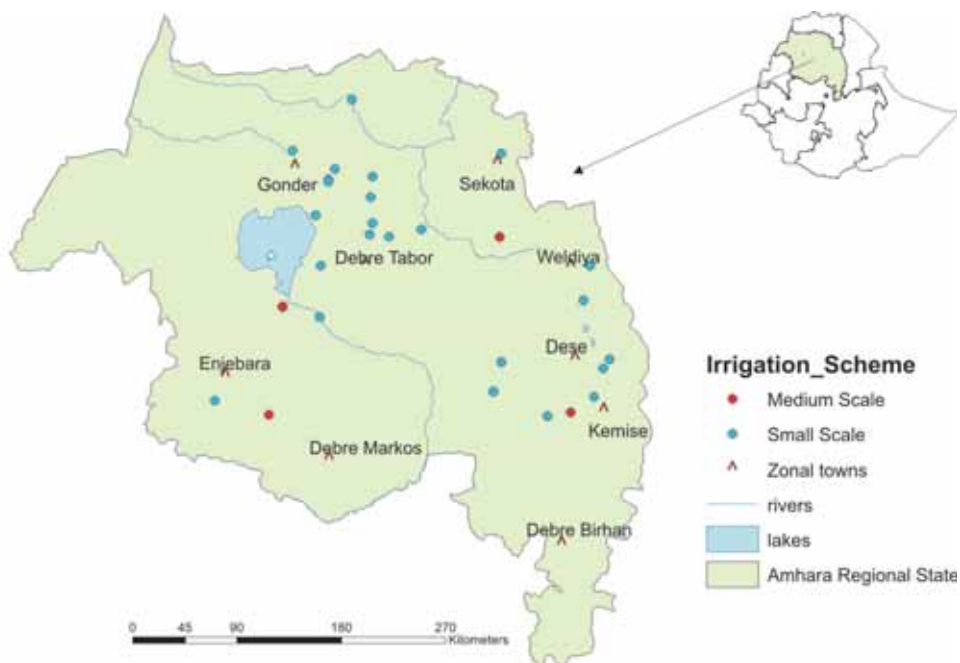 Gonder
Sekota
Debre Tabor
Weldiya
Enjebara
Dese
Kemise
Debre Markos
Debre Birhan
Irrigation_Scheme
Medium Scale
Small Scale
Zonal towns
rivers
lakes
Amhara Regional State
0 45 90 180 270
Kilometers